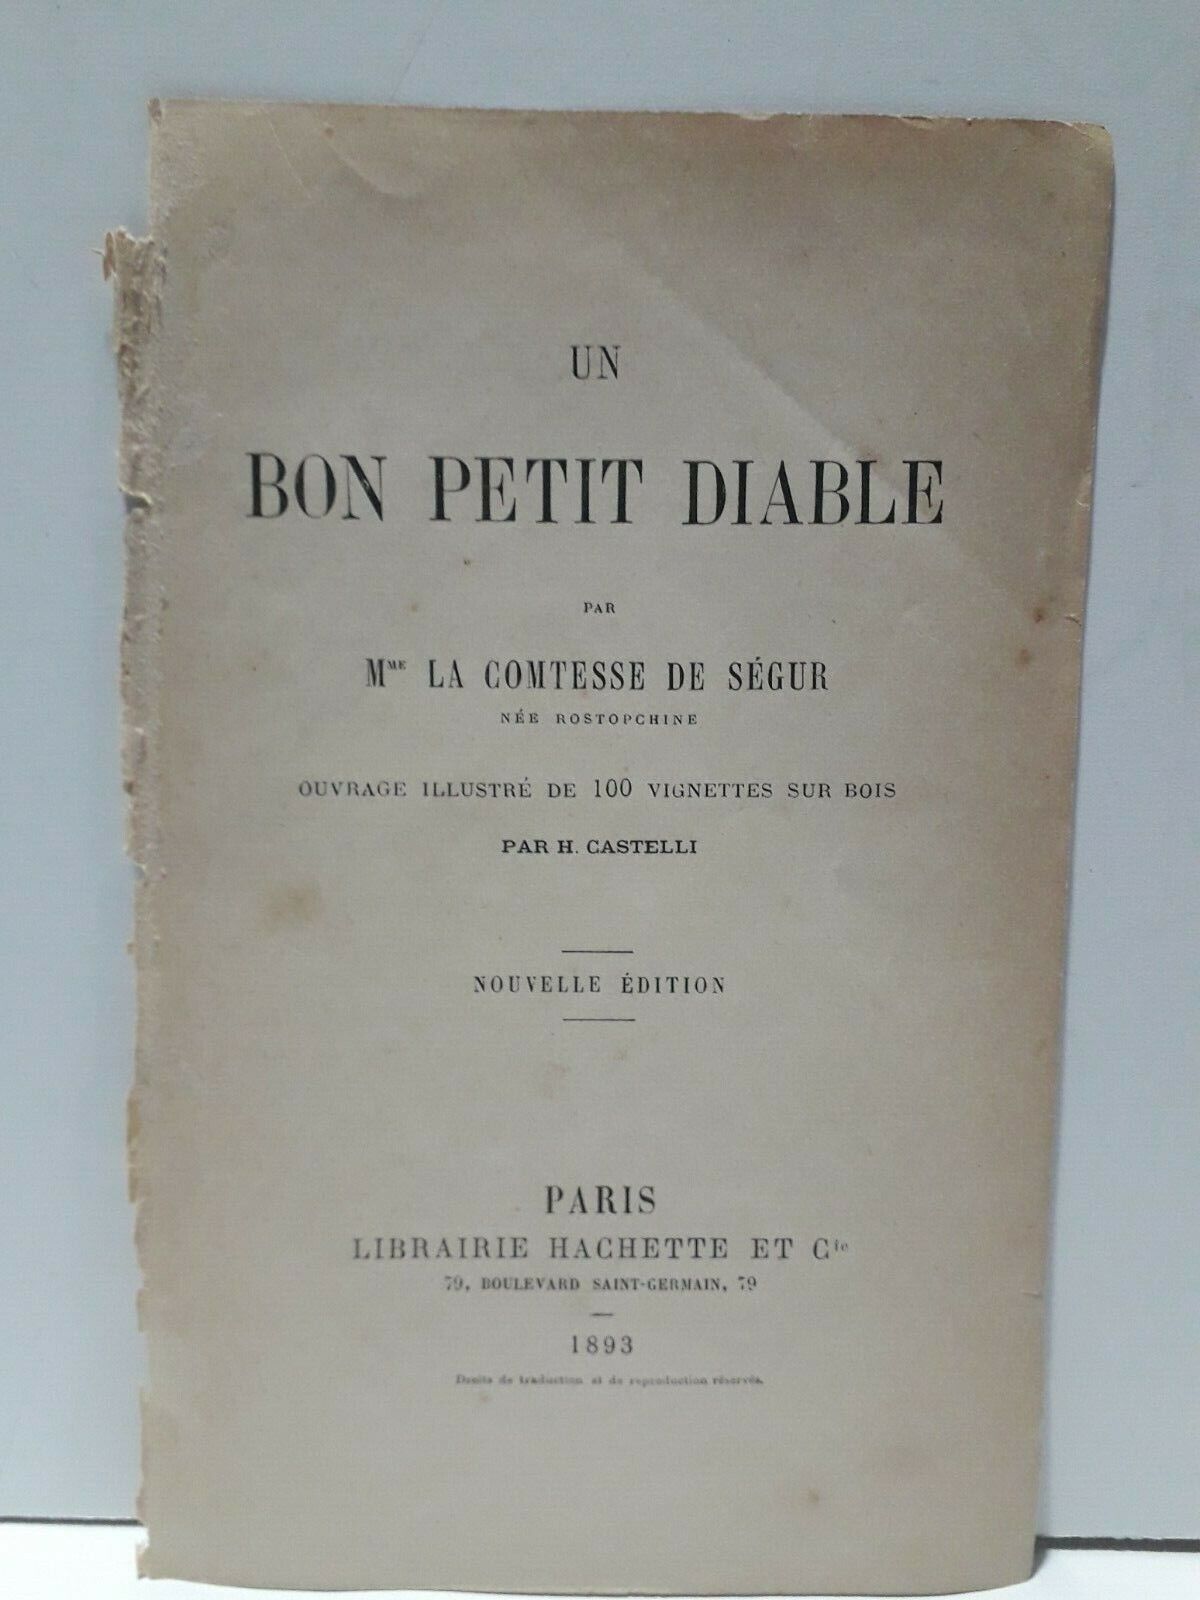 UN
BON PETIT DIABLE
PAR
Mme LA COMTESSE DE SÉGUR
NÉE ROSTOPCHINE
OUVRAGE ILLUSTRÉ DE 100 VIGNETTES SUR BOIS
PAR H. CASTELLI
NOUVELLE ÉDITION
PARIS
LIBRAIRIE HACHETTE ET Cie
79, BOULEVARD SAINT-GERMAIN, 79
1893
Droits de traduction et de reproduction réservés.